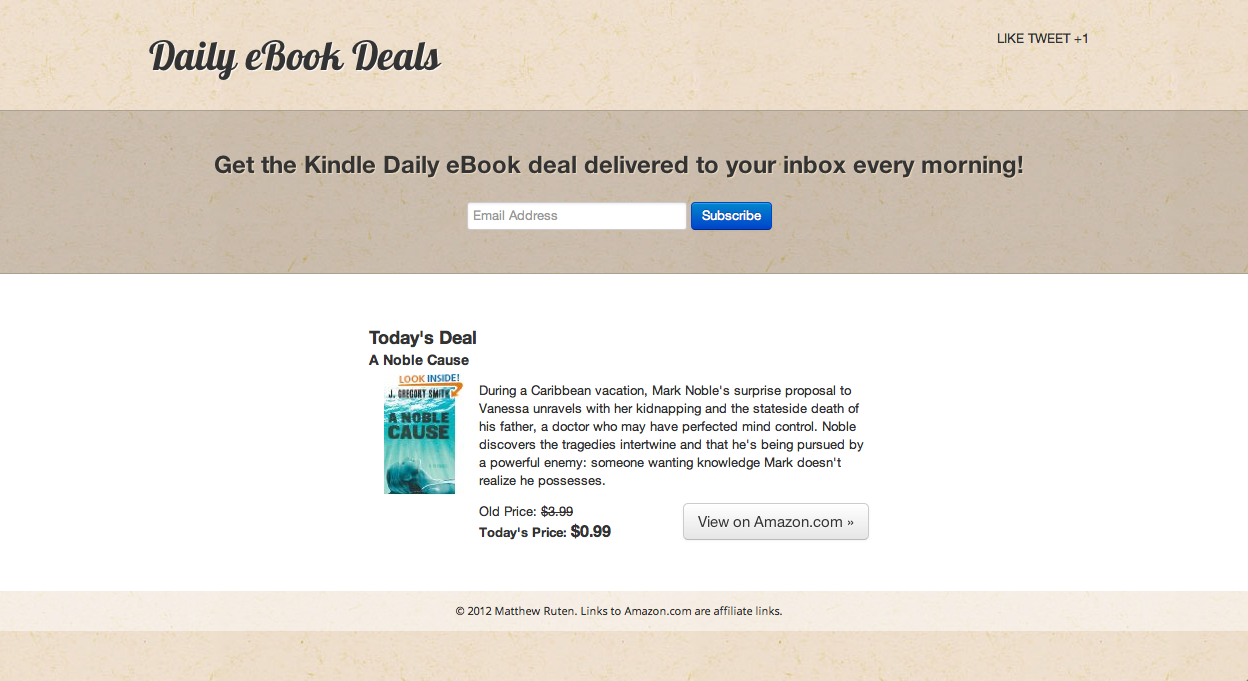 Daily eBook Deals
LIKE TWEET +1
Get the Kindle Daily eBook deal delivered to your inbox every morning!
Email Address
Subscribe
Today's Deal
A Noble Cause
LOOK INSIDE!
J. GREGORY SMITH
A NOBLE
CAUSE
During a Caribbean vacation, Mark Noble's surprise proposal to
Vanessa unravels with her kidnapping and the stateside death of
his father, a doctor who may have perfected mind control. Noble
discovers the tragedies intertwine and that he's being pursued by
a powerful enemy: someone wanting knowledge Mark doesn't
realize he possesses.
Old Price: $3.99
Today's Price: $0.99
View on Amazon.com »
© 2012 Matthew Ruten. Links to Amazon.com are affiliate links.